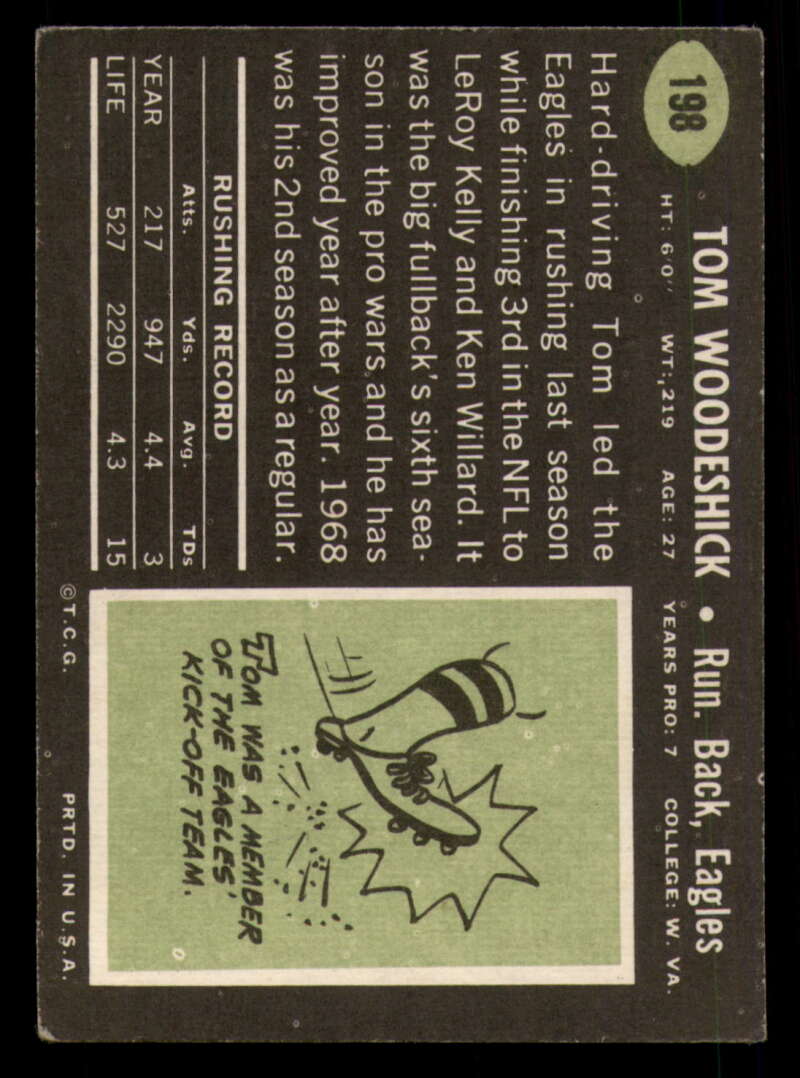 198
TOM WOODESHICK • Run. Back, Eagles
HT: 6'0" WT: 219 AGE: 27 YEARS PRO: 7 COLLEGE: W. VA.
Hard-driving Tom led the
Eagles in rushing last season
while finishing 3rd in the NFL to
LeRoy Kelly and Ken Willard. It
was the big fullback's sixth sea-
son in the pro wars and he has
improved year after year. 1968
was his 2nd season as a regular.
RUSHING RECORD
Atts. Yds. Avg. TDs
YEAR 217 947 4.4 3
LIFE 527 2290 4.3 15
TOM WAS A MEMBER
OF THE EAGLES'
KICK-OFF TEAM.
©T.C.G. PRTD. IN U.S.A.